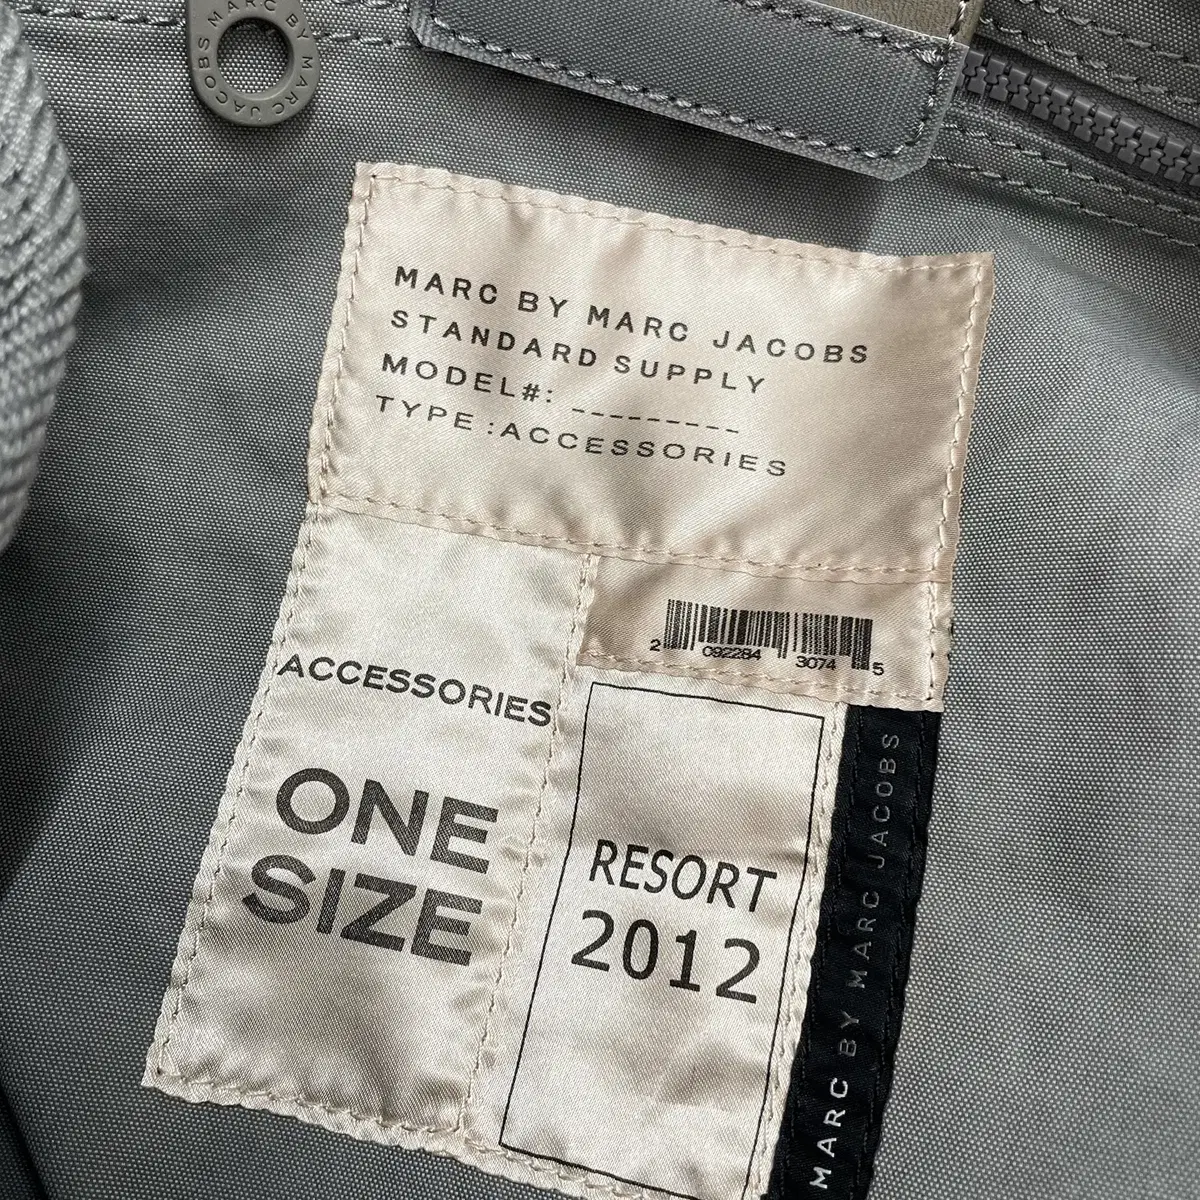 MARC BY MARC JACOBS
MARC BY MARC JACOBS
STANDARD SUPPLY
MODEL#: _ _ _ _ _ _ _ _ _
TYPE :ACCESSORIES
2 092284 3074 5
ACCESSORIES
ONE
SIZE
RESORT
2012
MARC BY MARC JACOBS